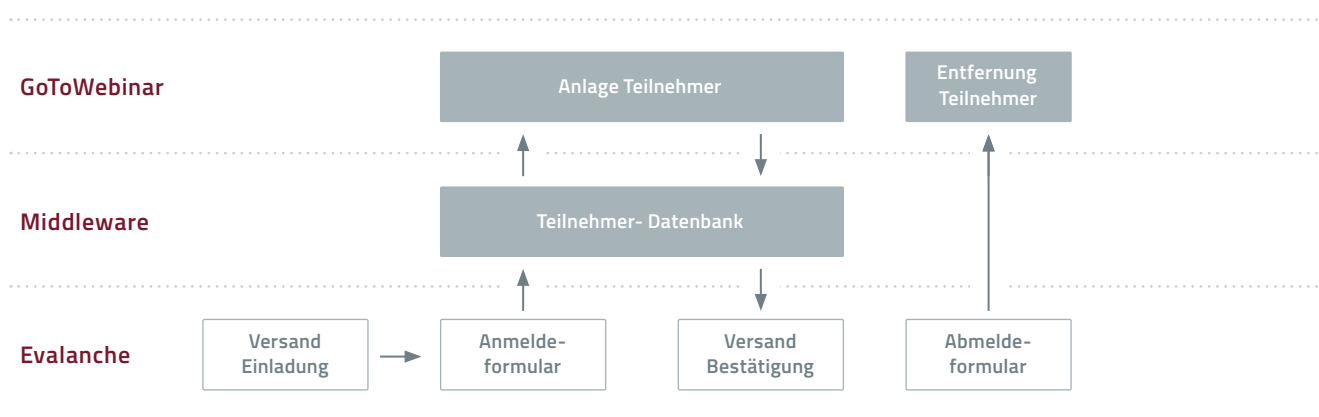 GoToWebinar
Anlage Teilnehmer
Entfernung
Teilnehmer
Middleware
Teilnehmer- Datenbank
Evalanche
Versand
Einladung
Anmelde-
formular
Versand
Bestätigung
Abmelde-
formular